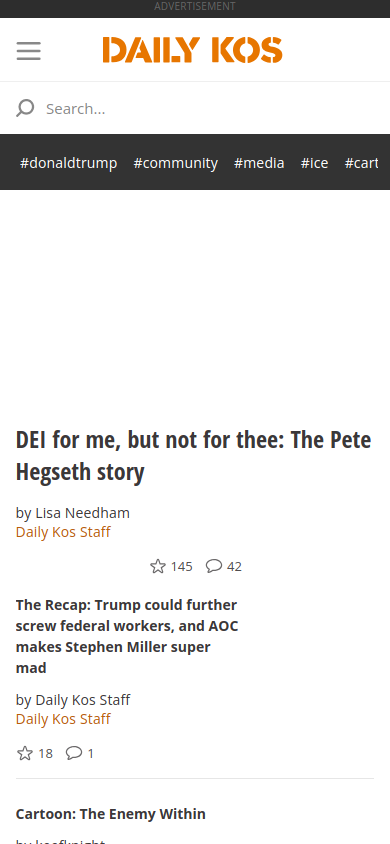 ADVERTISEMENT
DAILY KOS
Search...
#donaldtrump #community #media #ice #cart
DEI for me, but not for thee: The Pete
Hegseth story
by Lisa Needham
Daily Kos Staff
145 42
The Recap: Trump could further
screw federal workers, and AOC
makes Stephen Miller super
mad
by Daily Kos Staff
Daily Kos Staff
18 1
Cartoon: The Enemy Within